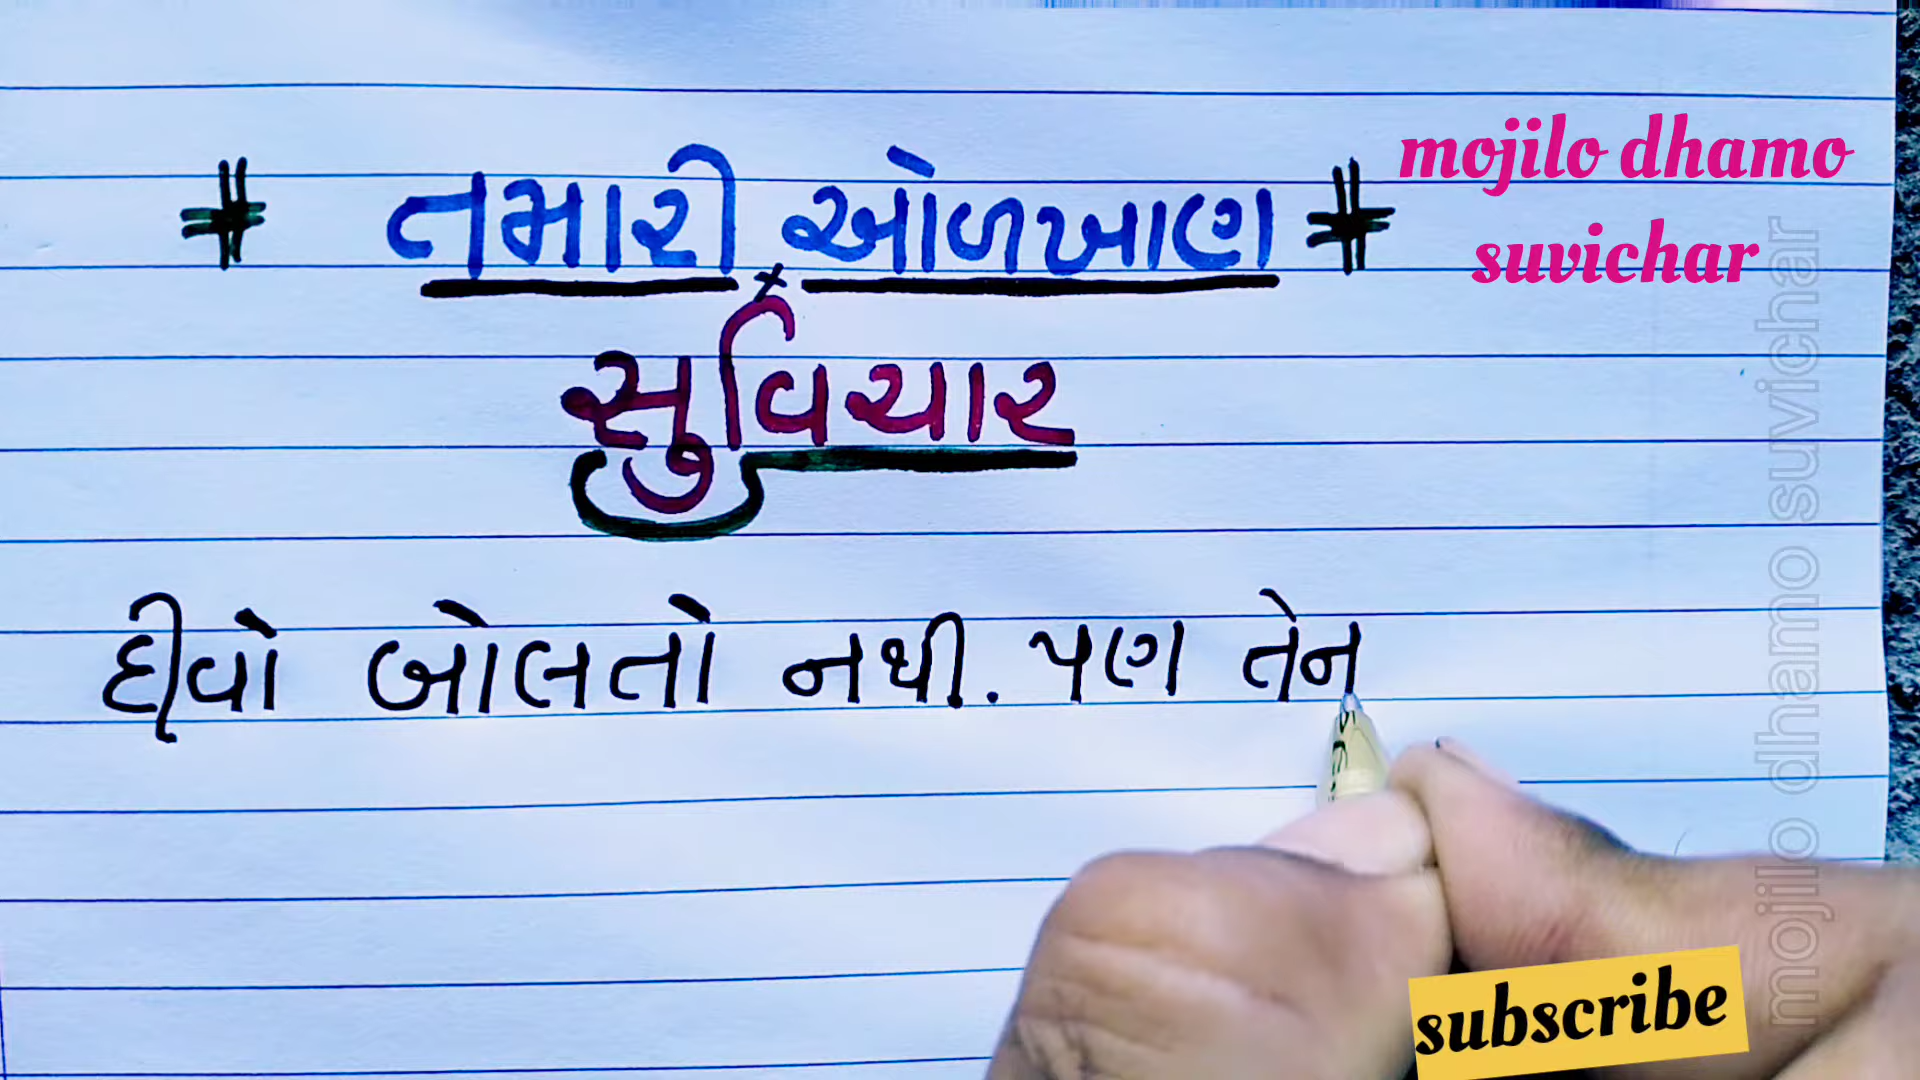 # તમારી ઓળખાણ #
સુવિચાર
દીવો બોલતો નથી. પણ તેન
mojilo dhamo
suvichar
mojilo dhamo suvichar
subscribe